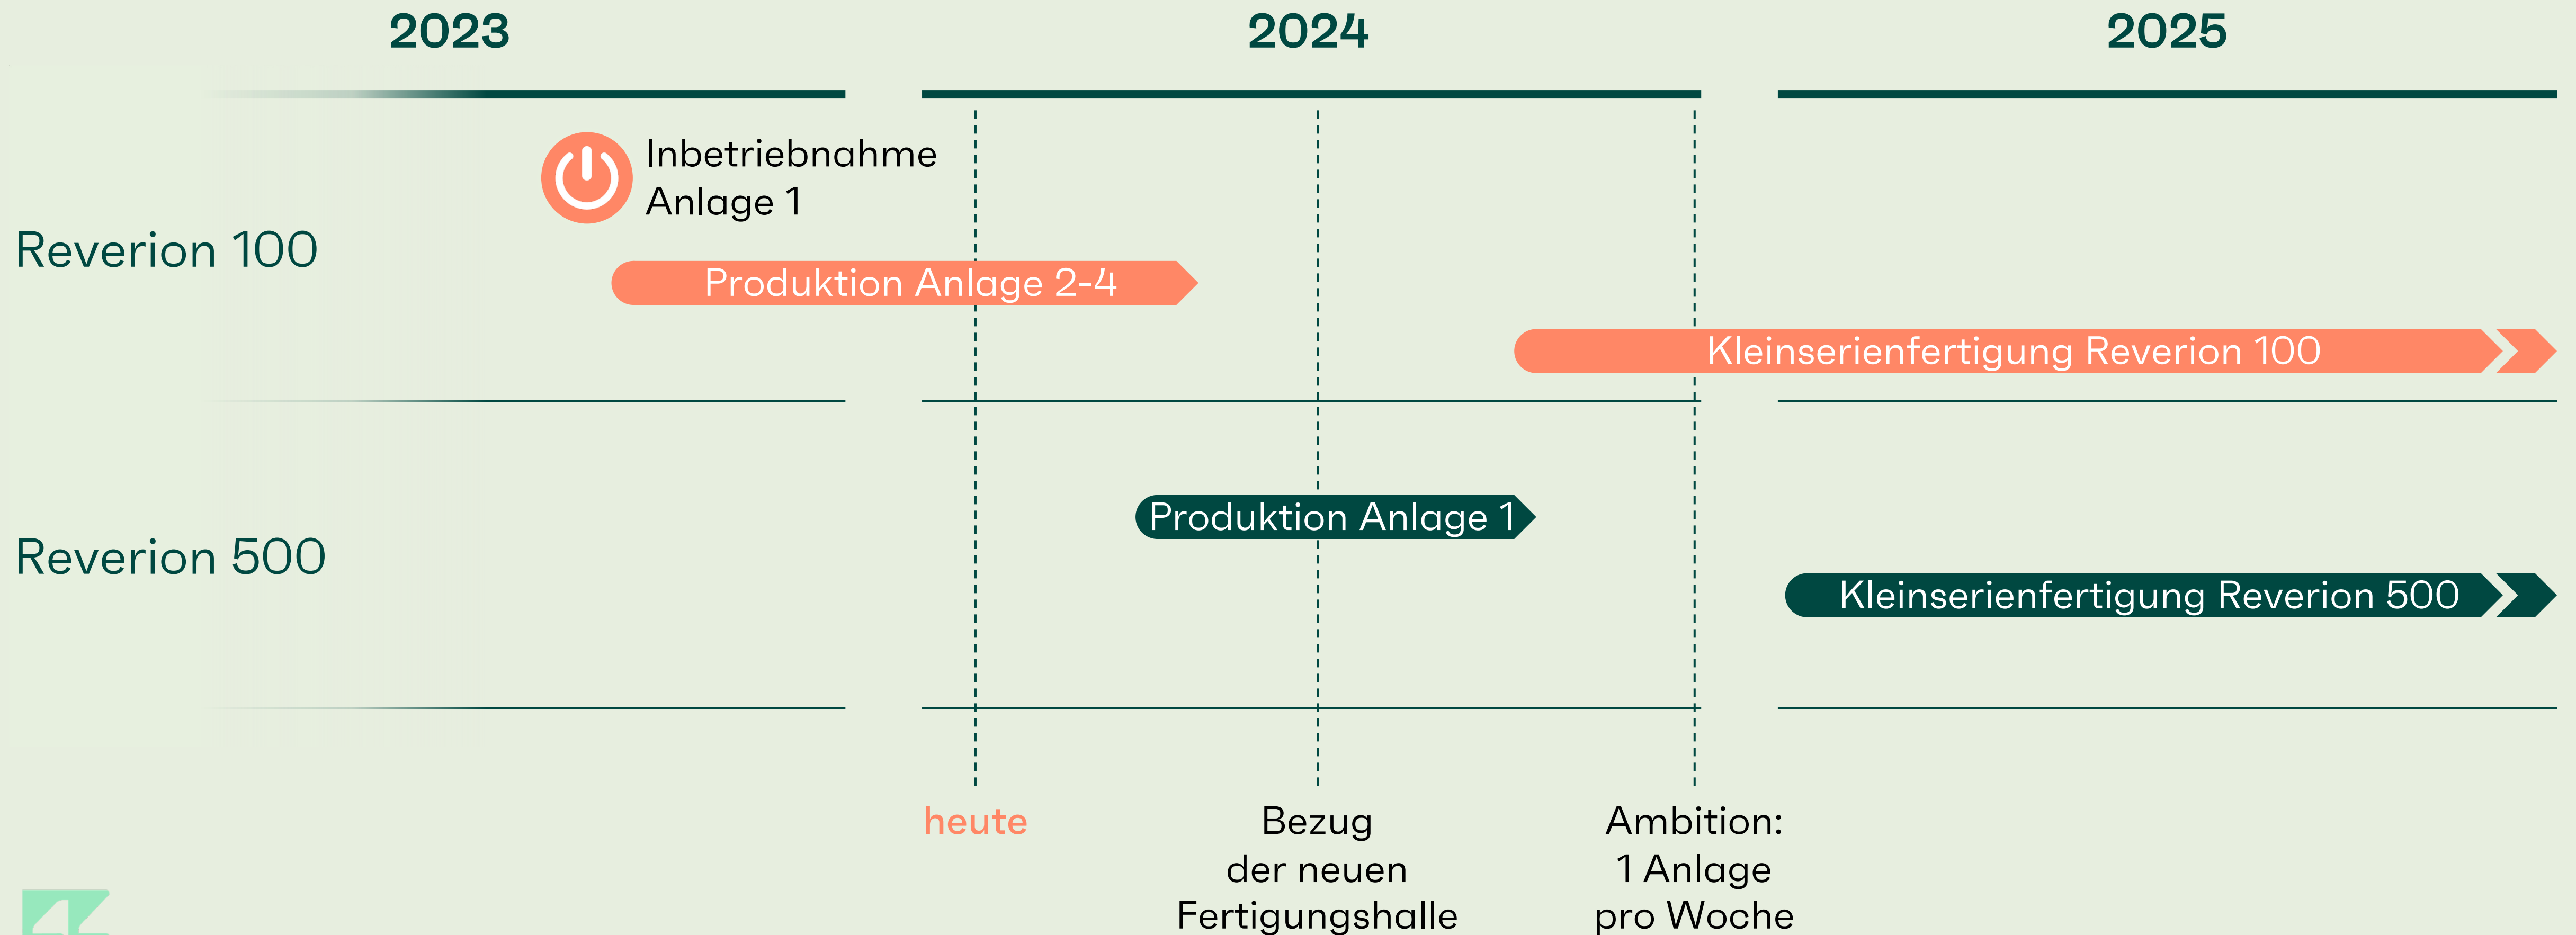 2023
2024
2025
Reverion 100
Inbetriebnahme
Anlage 1
Produktion Anlage 2-4
Kleinserienfertigung Reverion 100
Reverion 500
Produktion Anlage 1
Kleinserienfertigung Reverion 500
heute
Bezug
der neuen
Fertigungshalle
Ambition:
1 Anlage
pro Woche